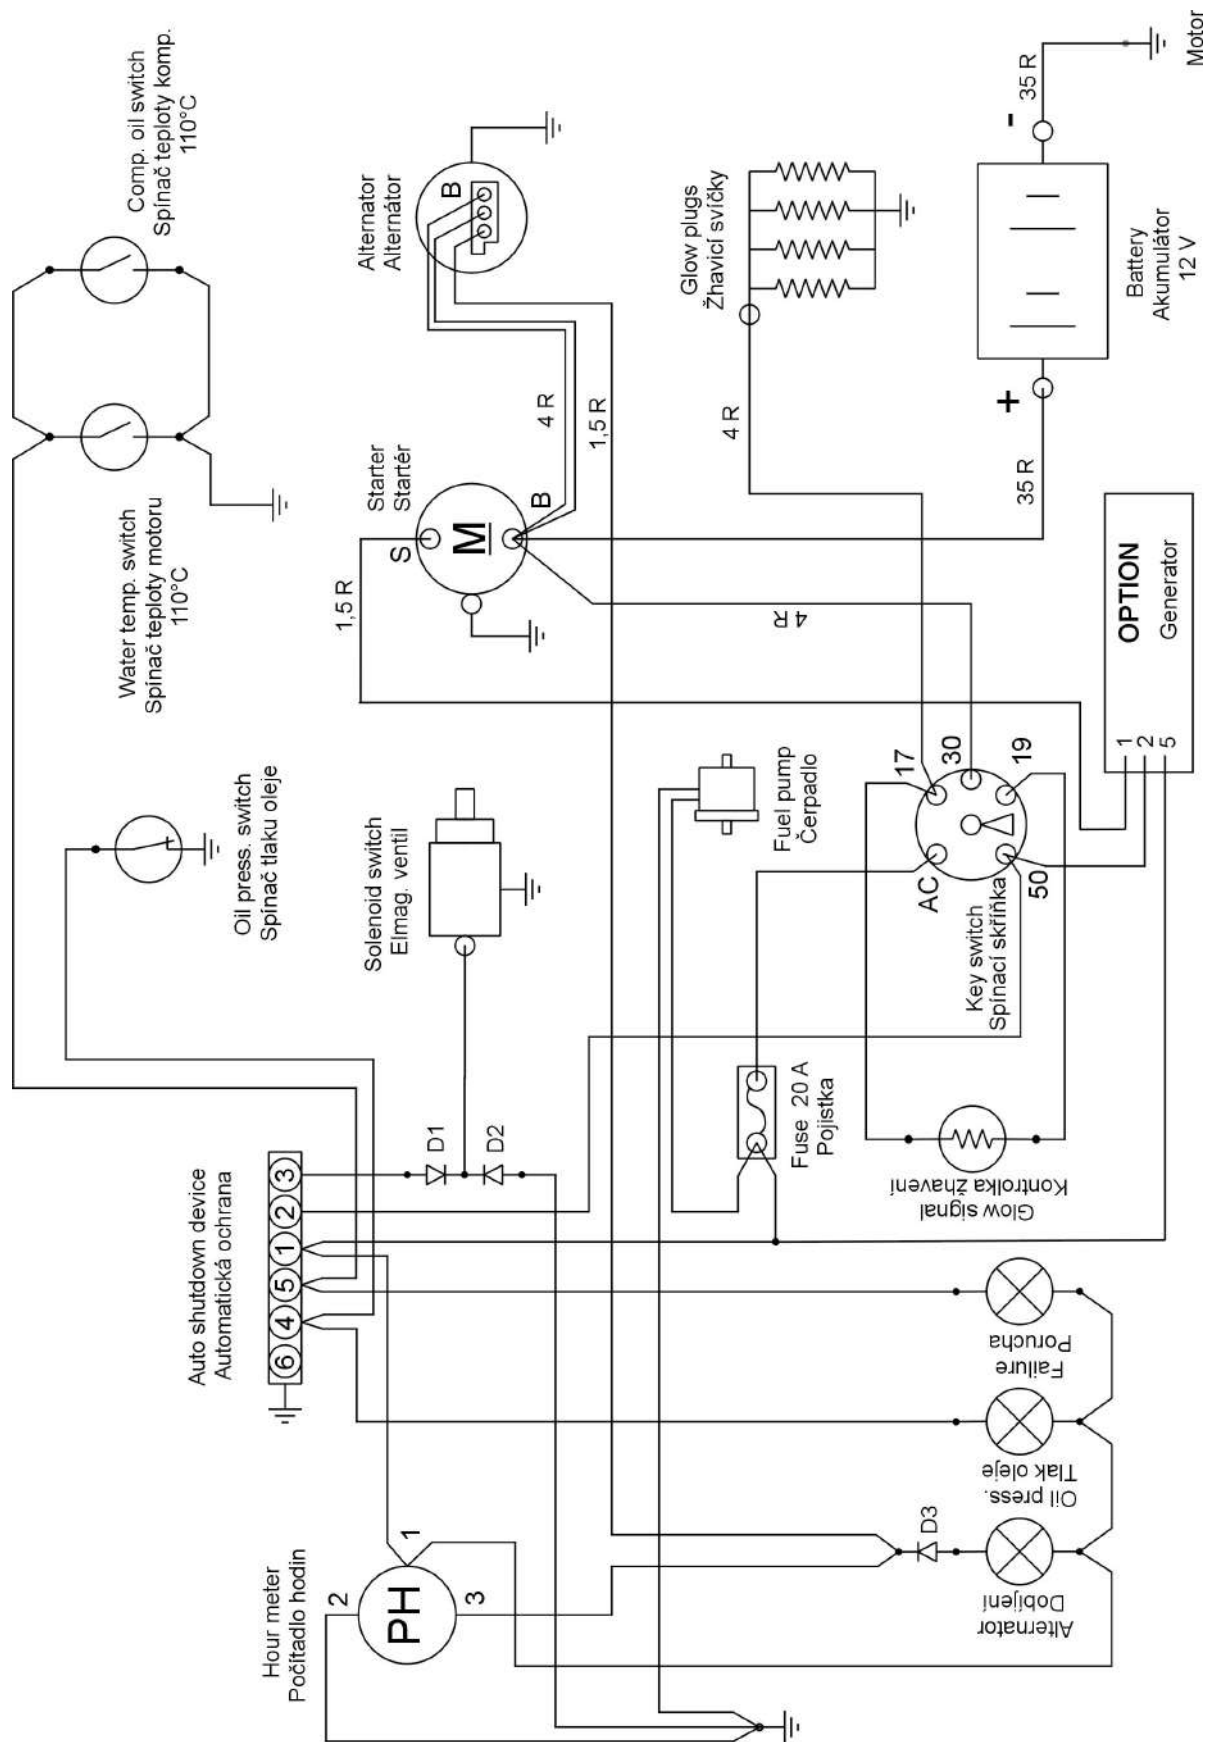 Comp. oil switch
Spínač teploty komp.
110°C
Water temp. switch
Spínač teploty motoru
110°C
Oil press. switch
Spínač tlaku oleje
Auto shutdown device
Automatická ochrana
6
4
5
1
2
3
Hour meter
Počítadlo hodin
PH
1
2
3
Alternator
Alternátor
B
Starter
Startér
S
M
B
1,5 R
4 R
1,5 R
4 R
Solenoid switch
Elmag. ventil
D1
D2
Glow plugs
Žhavicí svíčky
4 R
Fuel pump
Čerpadlo
Fuse 20 A
Pojistka
Key switch
Spínací skříňka
AC
17
30
19
50
Glow signal
Kontrolka žhavení
Battery
Akumulátor
12 V
+
-
35 R
35 R
Motor
OPTION
Generator
1
2
5
Failure
Porucha
Oil press.
Tlak oleje
Alternator
Dobíjení
D3